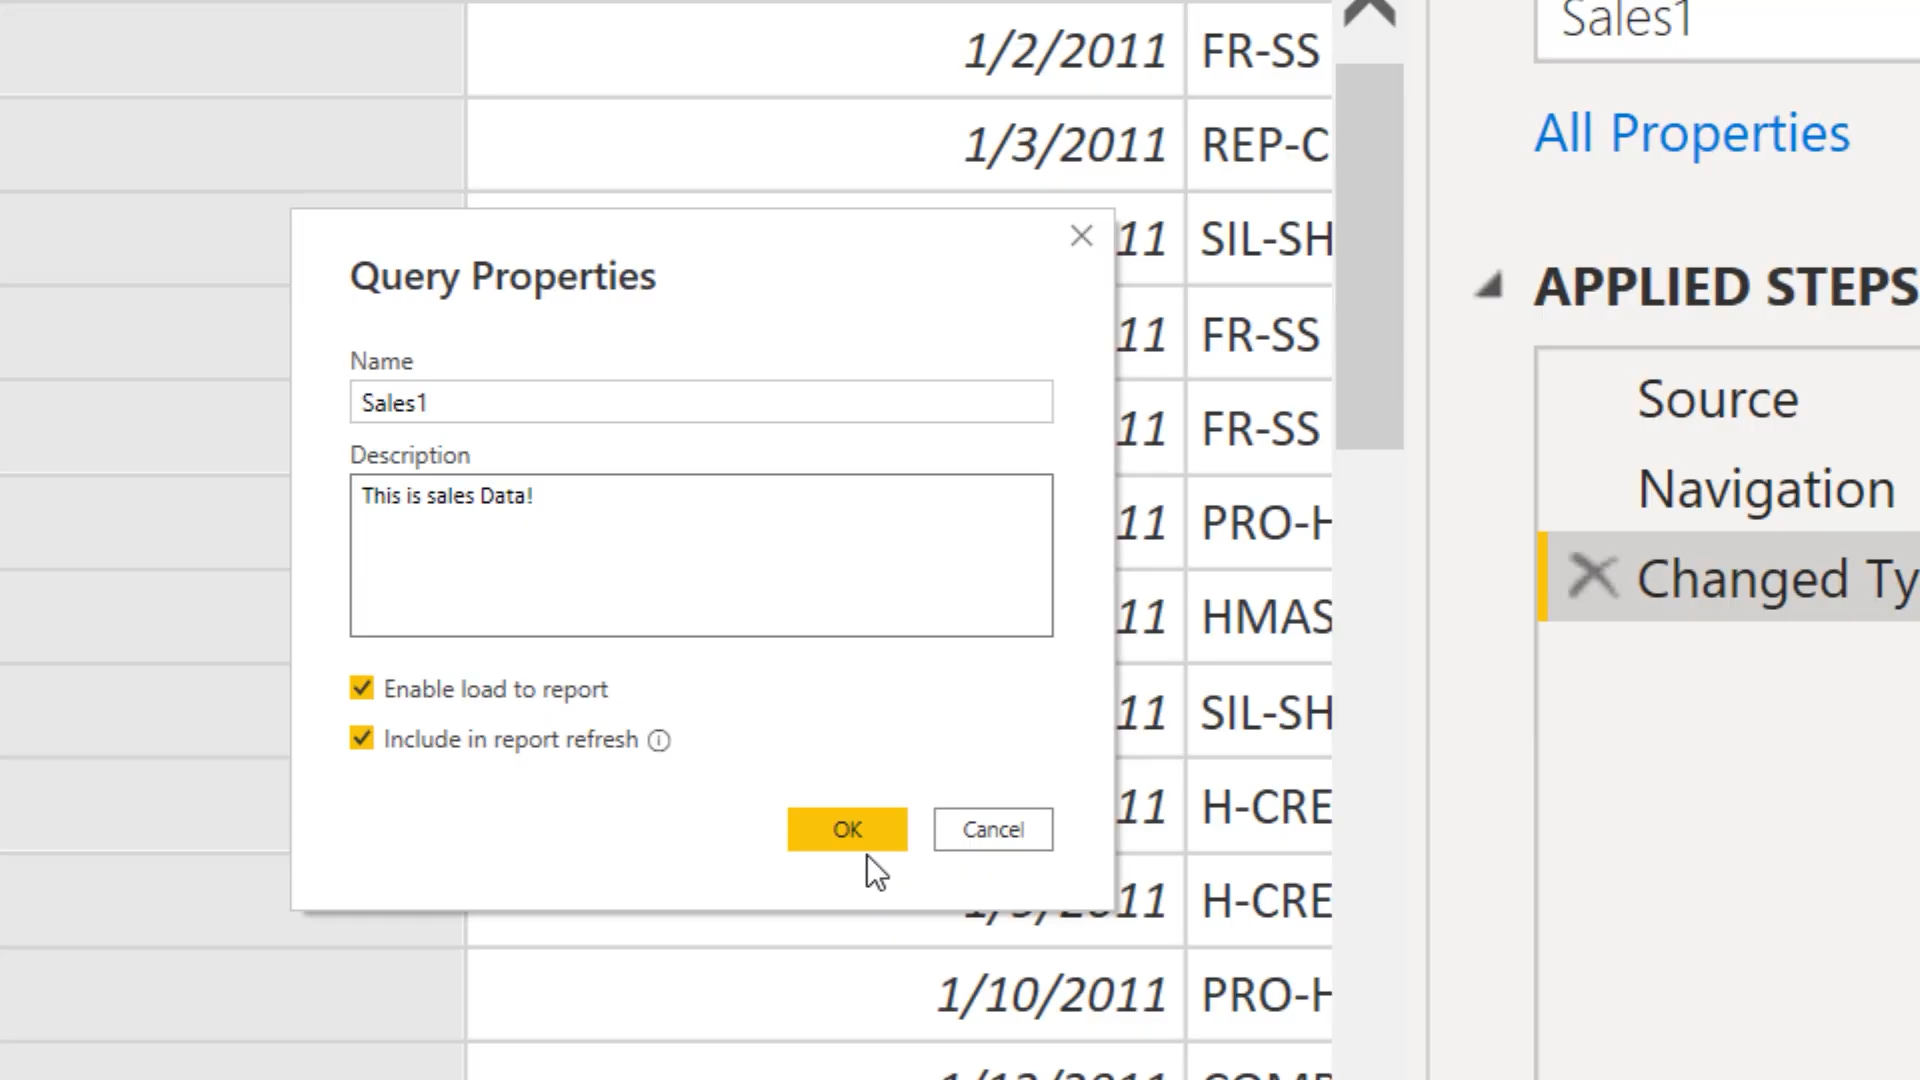 Sales1
1/2/2011 FR-SS
All Properties
1/3/2011 REP-C
11 SIL-SH
APPLIED STEPS
11 FR-SS
Source
11 FR-SS
Navigation
11 PRO-H
Changed Ty
11 HMAS
11 SIL-SH
11 H-CRE
11 H-CRE
1/10/2011 PRO-H
Query Properties
Name
Sales1
Description
This is sales Data!
Enable load to report
Include in report refresh
OK Cancel